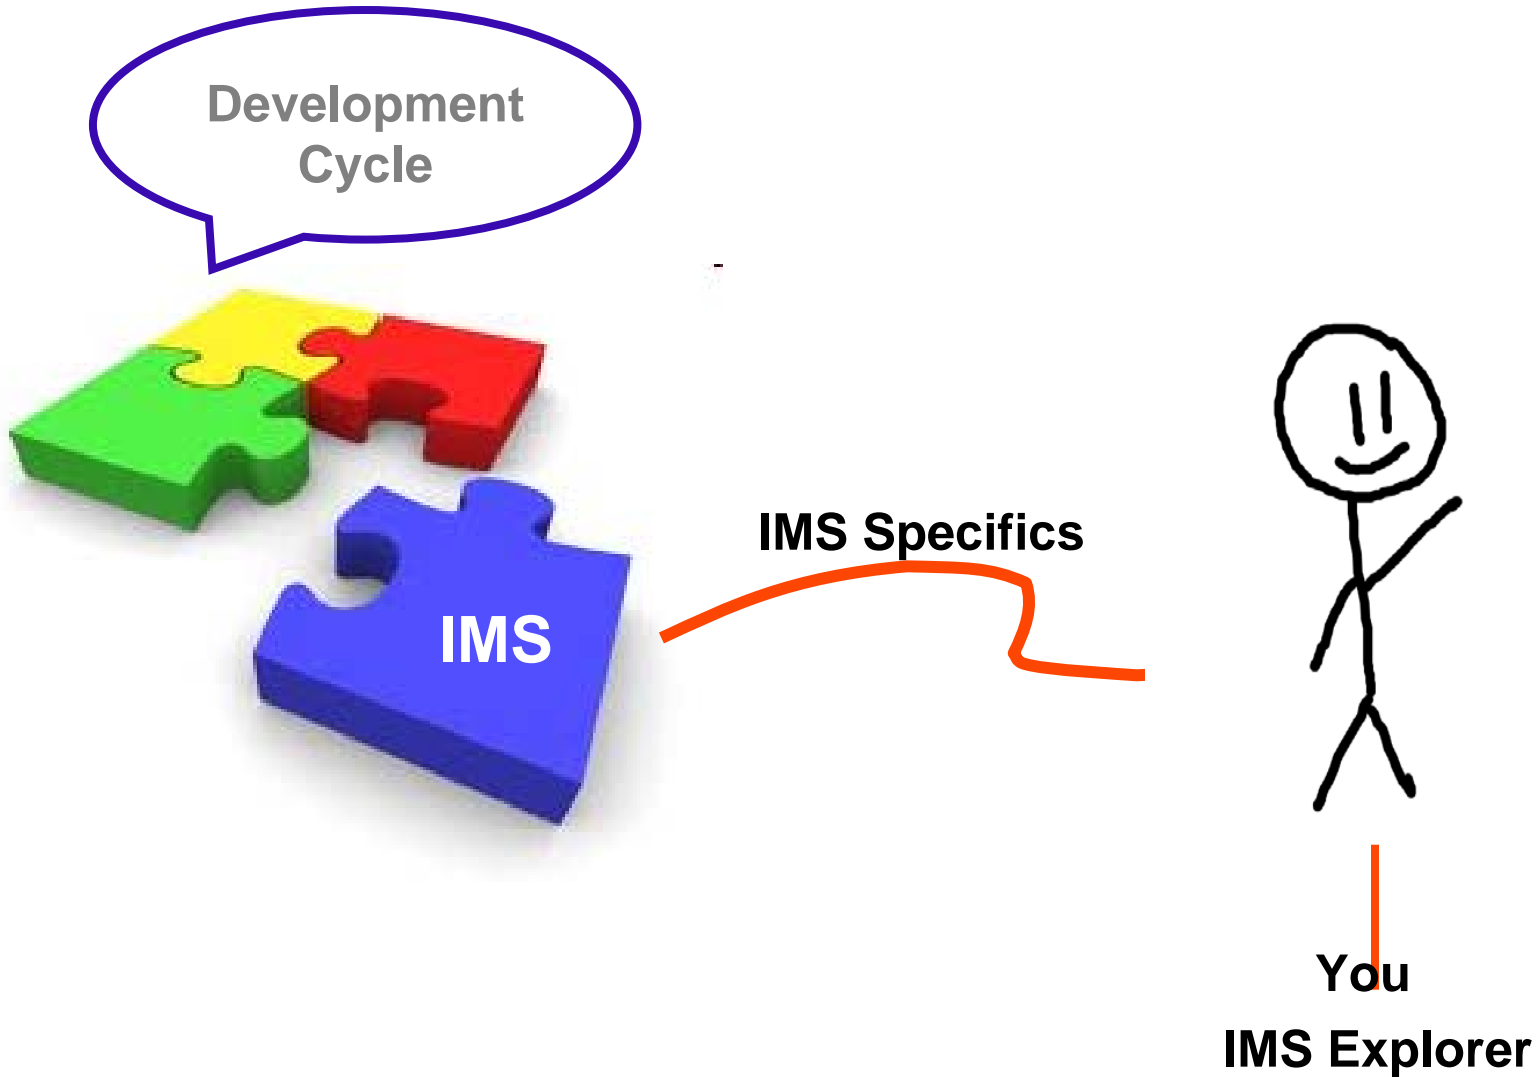 Development
Cycle
IMS Specifics
IMS
You
IMS Explorer